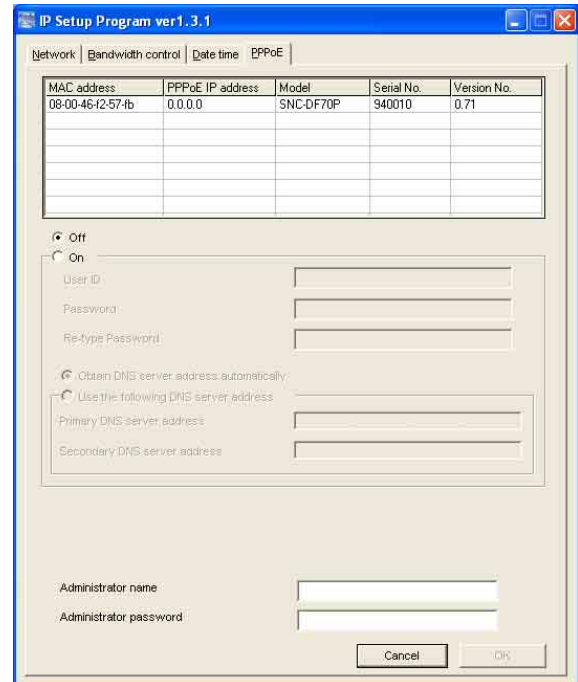 IP Setup Program ver1.3.1
Network Bandwidth control Date time PPPoE
MAC address PPPoE IP address Model Serial No. Version No.
08-00-46-f2-57-fb 0.0.0.0 SNC-DF70P 940010 0.71
Off
On
User ID
Password
Re-type Password
Obtain DNS server address automatically
Use the following DNS server address
Primary DNS server address
Secondary DNS server address
Administrator name
Administrator password
Cancel OK